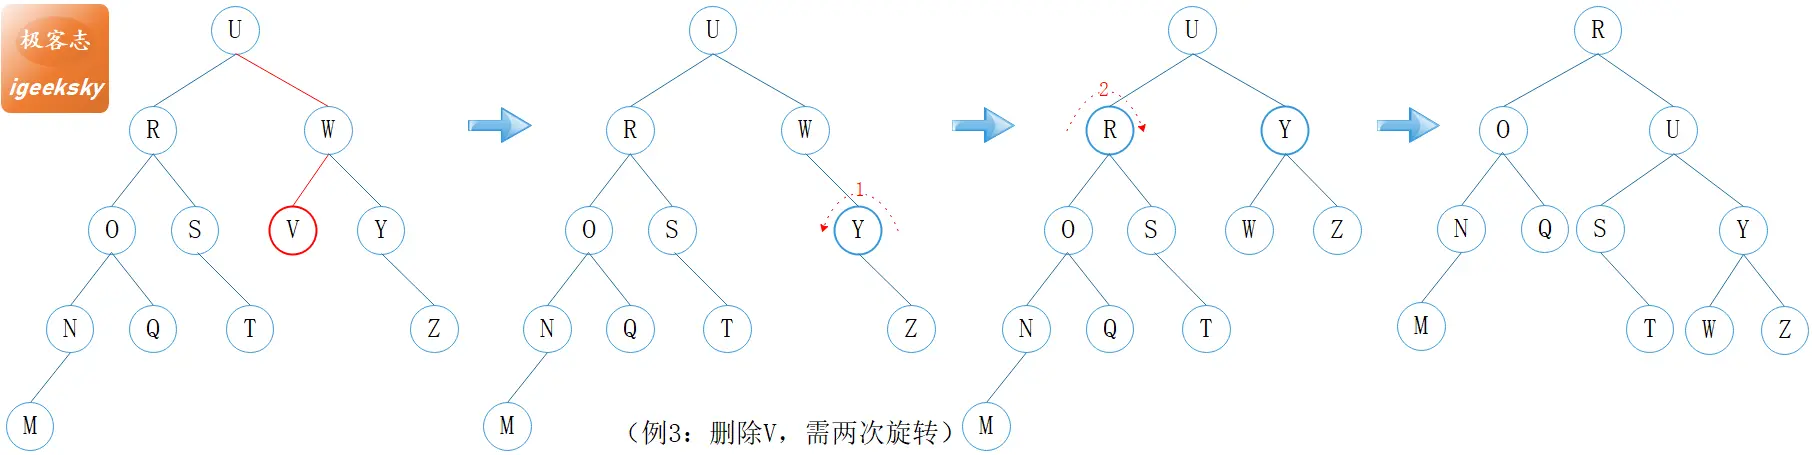 极客志
igeeksky
U
R
W
O
S
V
Y
N
Q
T
Z
M
U
R
W
1
O
S
Y
N
Q
T
Z
M
U
2
R
Y
O
S
W
Z
N
Q
T
M
R
O
U
N
Q
S
Y
M
T
W
Z
（例3：删除V，需两次旋转）